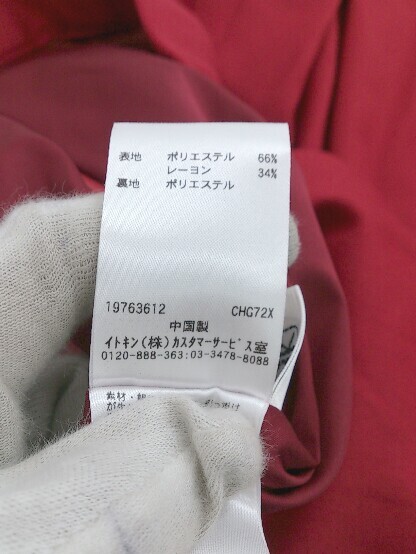 表地 ポリエステル 66%
レーヨン 34%
裏地 ポリエステル
19763612 CHG72X
中国製
イトキン(株)カスタマーサービス室
0120-888-363:03-3478-8088
素材・